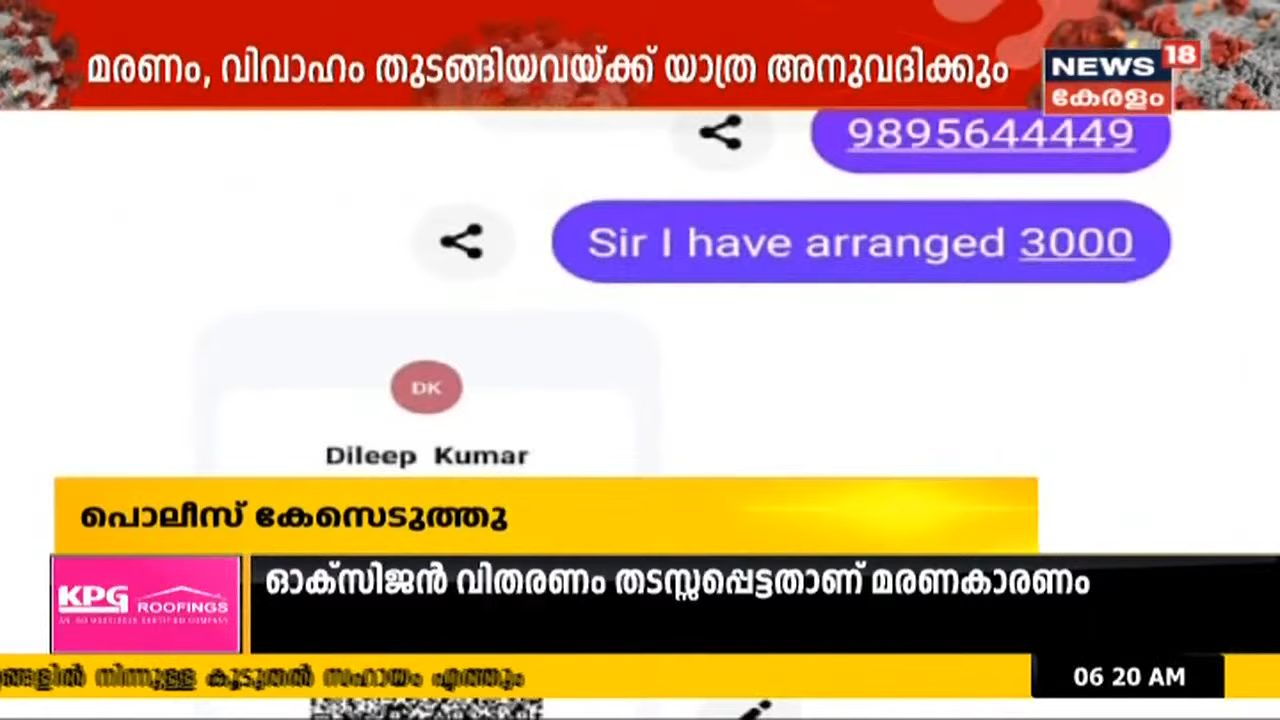 മരണം, വിവാഹം തുടങ്ങിയവയ്ക്ക് യാത്ര അനുവദിക്കും
NEWS 18
കേരളം
9895644449
Sir I have arranged 3000
DK
Dileep Kumar
പൊലീസ് കേസെടുത്തു
KPG ROOFINGS
ഓക്സിജൻ വിതരണം തടസ്സപ്പെട്ടതാണ് മരണകാരണം
നിന്നുള്ള കൂടുതൽ സഹായം എത്തും
06 20 AM